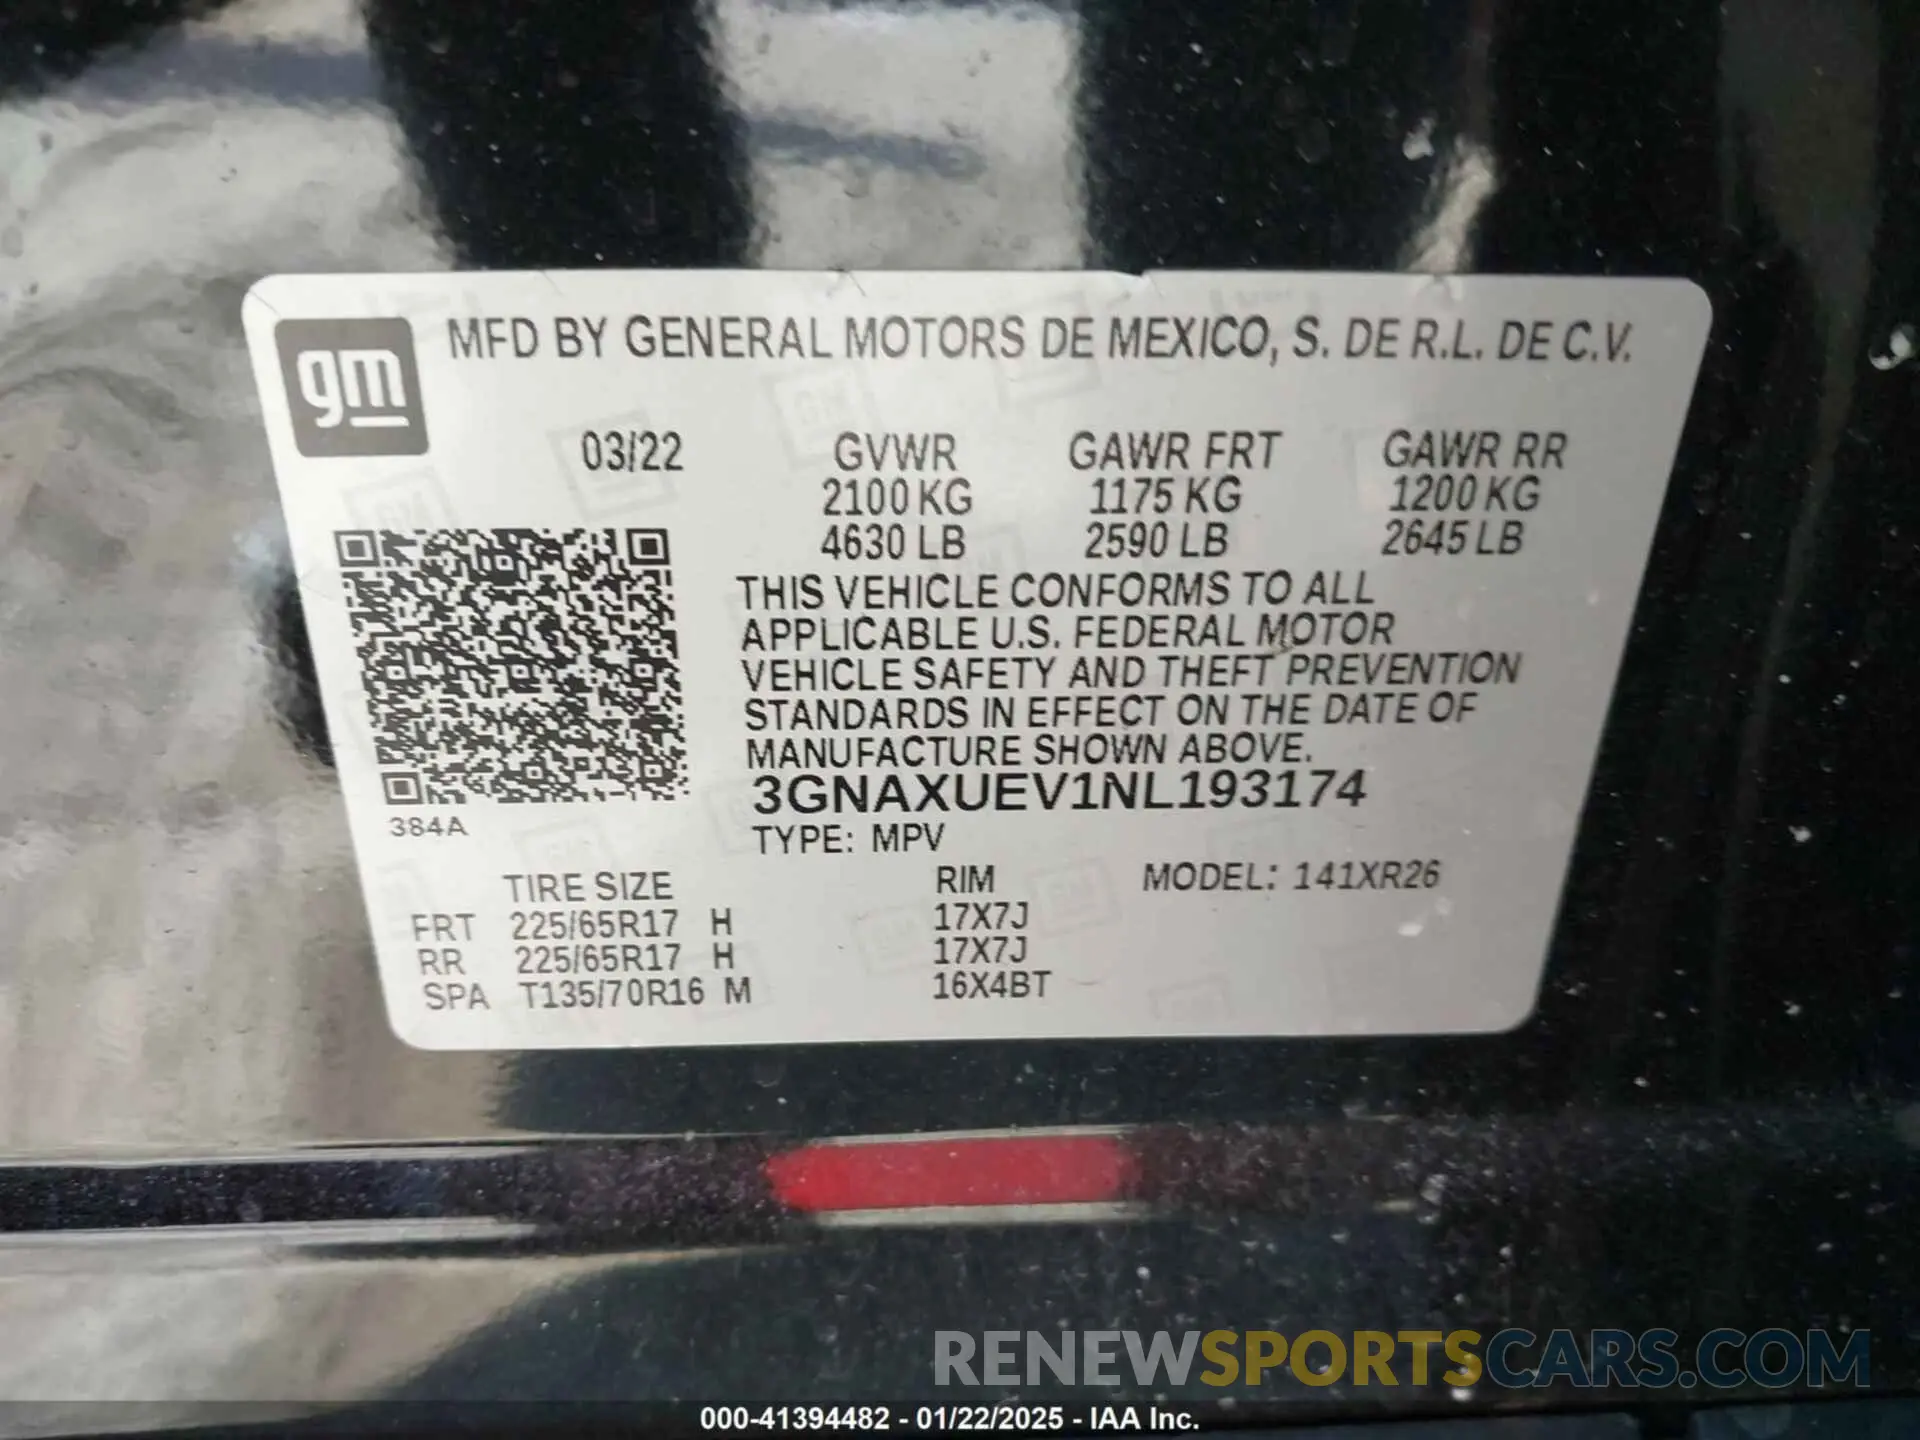 gm
MFD BY GENERAL MOTORS DE MEXICO, S. DE R.L. DE C.V.
03/22 GVWR GAWR FRT GAWR RR
2100 KG 1175 KG 1200 KG
4630 LB 2590 LB 2645 LB
THIS VEHICLE CONFORMS TO ALL
APPLICABLE U.S. FEDERAL MOTOR
VEHICLE SAFETY AND THEFT PREVENTION
STANDARDS IN EFFECT ON THE DATE OF
MANUFACTURE SHOWN ABOVE.
3GNAXUEV1NL193174
384A
TYPE: MPV
TIRE SIZE RIM MODEL: 141XR26
FRT 225/65R17 H 17X7J
RR 225/65R17 H 17X7J
SPA T135/70R16 M 16X4BT
RENEWSPORTSCARS.COM
000-41394482 - 01/22/2025 - IAA Inc.